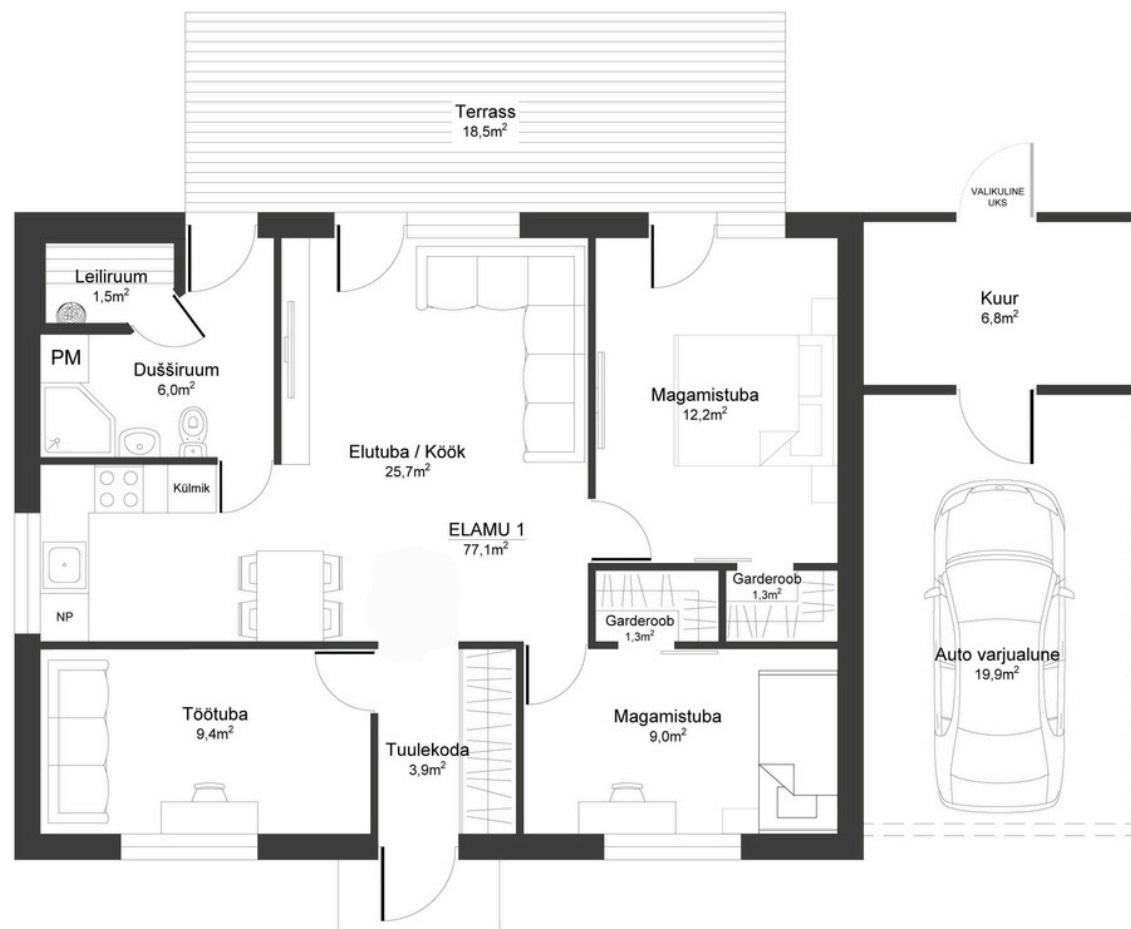 Terrass
18,5m²
VALIKULINE
UKS
Leiliruum
1,5m²
Kuur
6,8m²
PM
Dušširuum
6,0m²
Magamistuba
12,2m²
Elutuba / Köök
25,7m²
Külmik
ELAMU 1
77,1m²
Garderoob
1,3m²
NP
Garderoob
1,3m²
Auto varjualune
19,9m²
Töötuba
9,4m²
Magamistuba
9,0m²
Tuulekoda
3,9m²